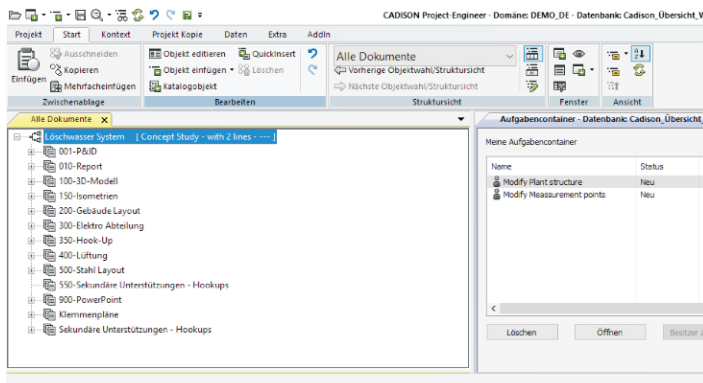 CADISON Project-Engineer - Domäne: DEMO_DE - Datenbank: Cadison_Übersicht_W
Projekt Start Kontext Projekt Kopie Daten Extra AddIn
Einfügen
Ausschneiden
Kopieren
Mehrfacheinfügen
Zwischenablage
Objekt editieren QuickInsert
Objekt einfügen Löschen
Katalogobjekt
Bearbeiten
Alle Dokumente
Vorherige Objektwahl/Struktursicht
Nächste Objektwahl/Struktursicht
Struktursicht
Fenster
Ansicht
Alle Dokumente x
Löschwasser System [ Concept Study - with 2 lines - --- ]
001-P&ID
010-Report
100-3D-Modell
150-Isometrien
200-Gebäude Layout
300-Elektro Abteilung
350-Hook-Up
400-Lüftung
500-Stahl Layout
550-Sekundäre Unterstützungen - Hookups
900-PowerPoint
Klemmenpläne
Sekundäre Unterstützungen - Hookups
Aufgabencontainer - Datenbank: Cadison_Übersicht_
Meine Aufgabencontainer
Name Status
Modify Plant structure Neu
Modify Meassurement points Neu
Löschen Öffnen Besitzer